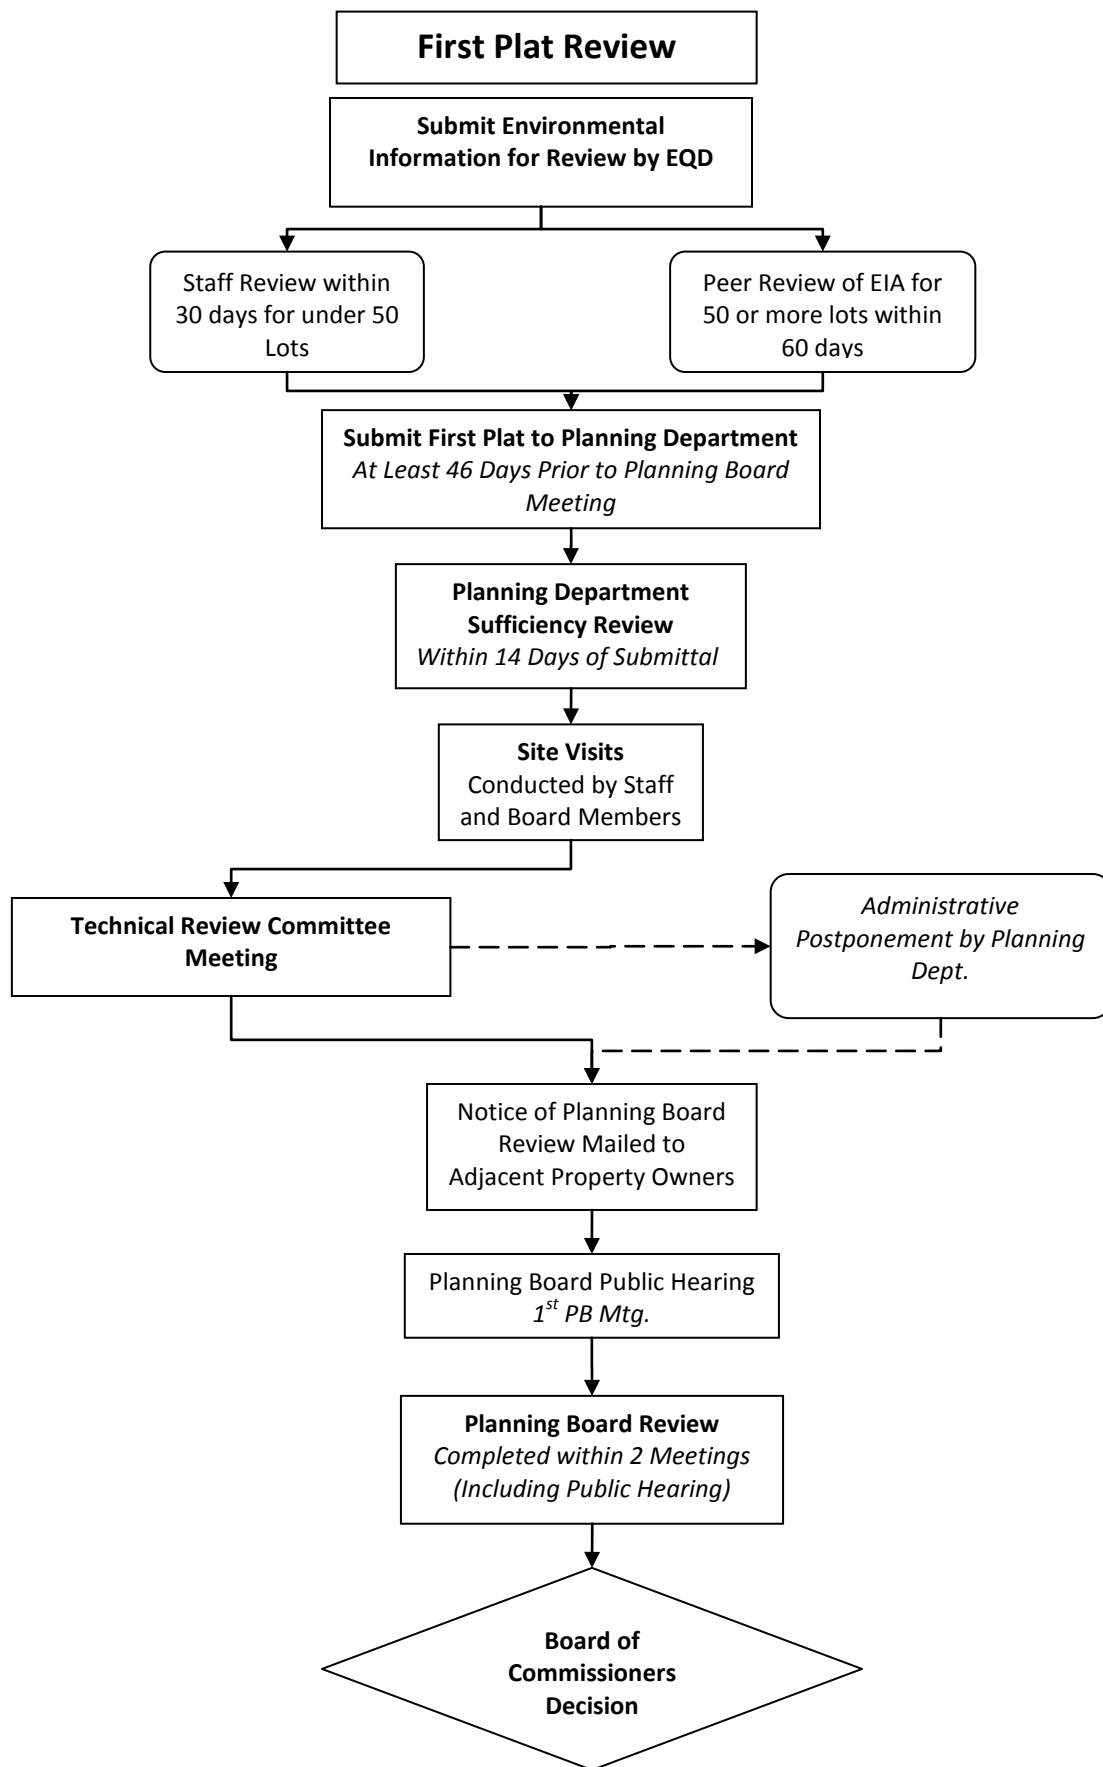 First Plat Review
Submit Environmental
Information for Review by EQD
Staff Review within
30 days for under 50
Lots
Peer Review of EIA for
50 or more lots within
60 days
Submit First Plat to Planning Department
At Least 46 Days Prior to Planning Board
Meeting
Planning Department
Sufficiency Review
Within 14 Days of Submittal
Site Visits
Conducted by Staff
and Board Members
Technical Review Committee
Meeting
Administrative
Postponement by Planning
Dept.
Notice of Planning Board
Review Mailed to
Adjacent Property Owners
Planning Board Public Hearing
1st PB Mtg.
Planning Board Review
Completed within 2 Meetings
(Including Public Hearing)
Board of
Commissioners
Decision